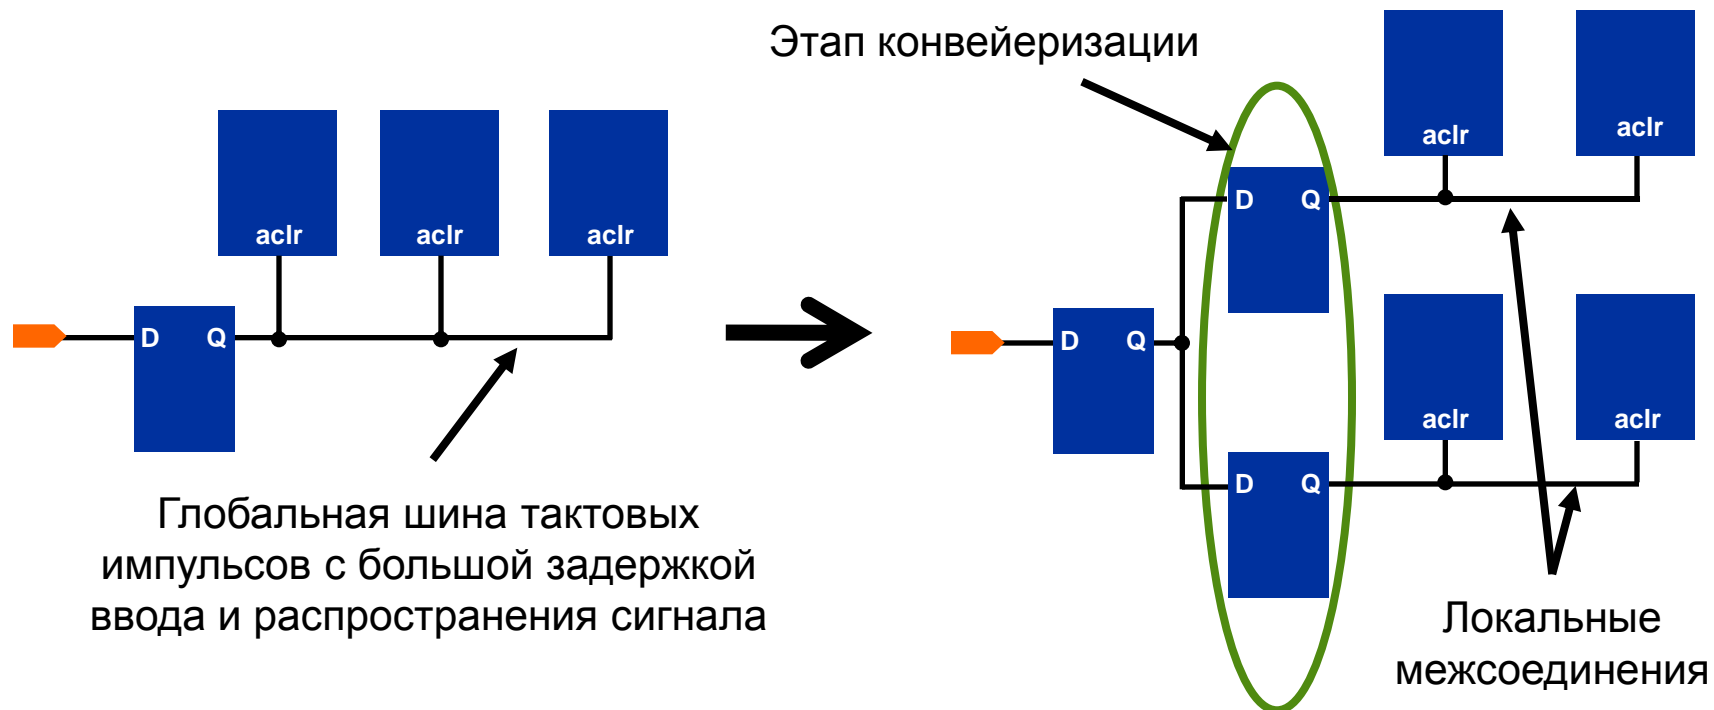 Этап конвейеризации
aclr
aclr
aclr
aclr
aclr
D Q
D Q
Глобальная шина тактовых
импульсов с большой задержкой
ввода и распространения сигнала
D Q
D Q
aclr
aclr
Локальные
межсоединения